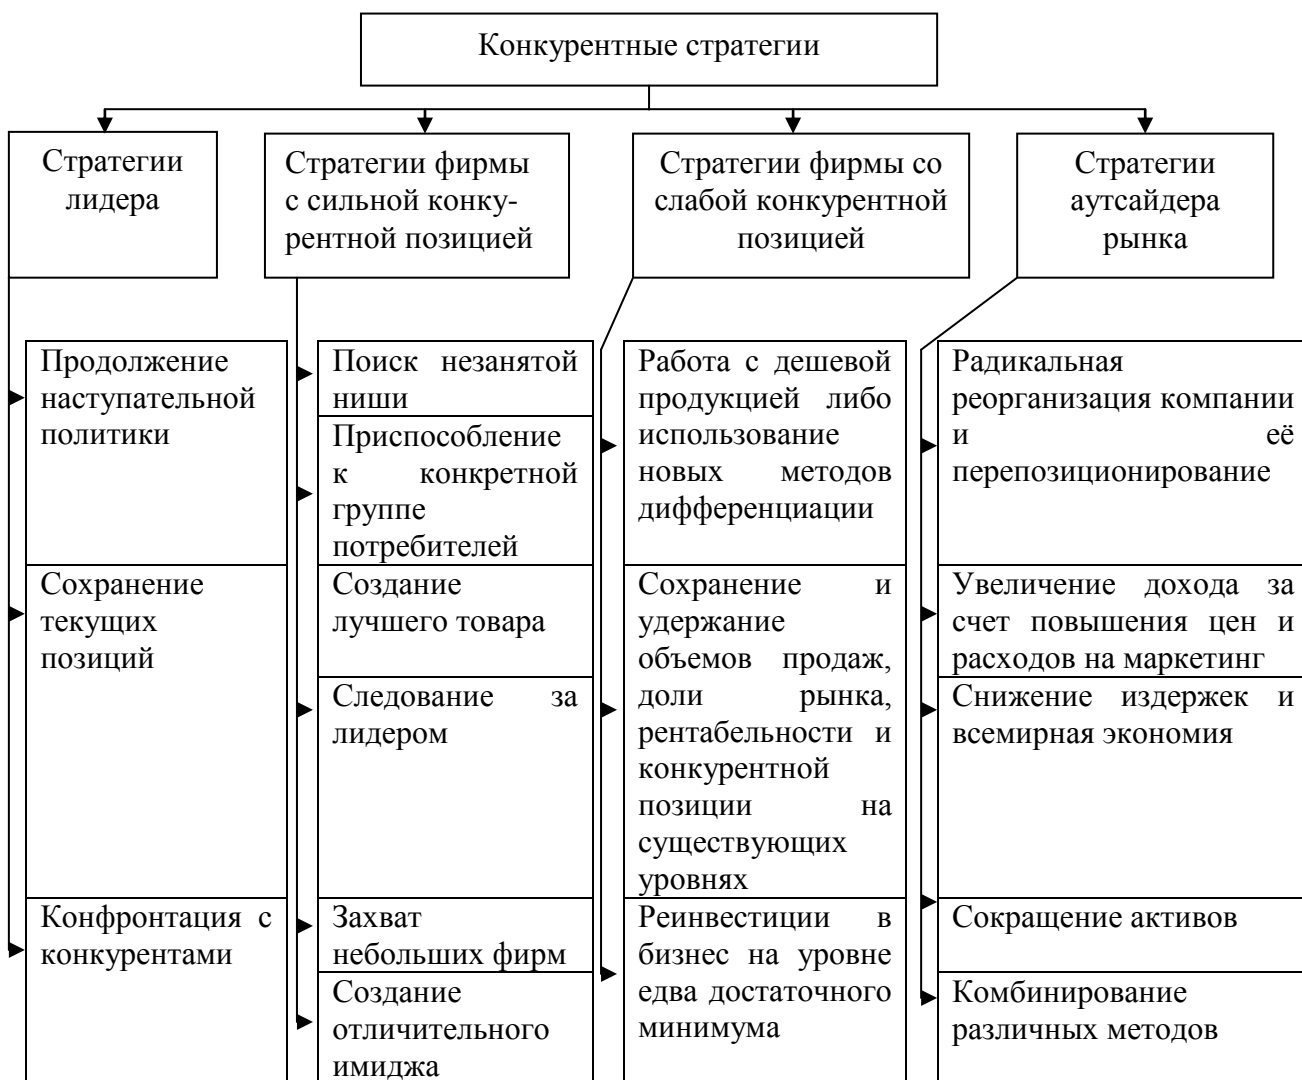 Конкурентные стратегии
Стратегии
лидера
Стратегии фирмы
с сильной конку-
рентной позицией
Стратегии фирмы со
слабой конкурентной
позицией
Стратегии
аутсайдера
рынка
Продолжение
наступательной
политики
Сохранение
текущих
позиций
Конфронтация с
конкурентами
Поиск незанятой
ниши
Приспособление
к конкретной
группе
потребителей
Создание
лучшего товара
Следование за
лидером
Захват
небольших фирм
Создание
отличительного
имиджа
Работа с дешевой
продукцией либо
использование
новых методов
дифференциации
Сохранение и
удержание
объемов продаж,
доли рынка,
рентабельности и
конкурентной
позиции на
существующих
уровнях
Реинвестиции в
бизнес на уровне
едва достаточного
минимума
Радикальная
реорганизация компании
и её
перепозиционирование
Увеличение дохода за
счет повышения цен и
расходов на маркетинг
Снижение издержек и
всемирная экономия
Сокращение активов
Комбинирование
различных методов